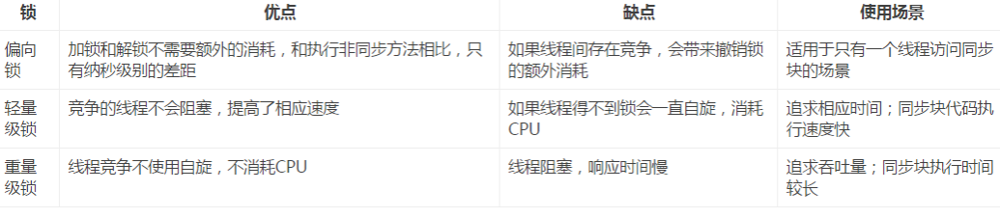 锁 优点 缺点 使用场景
偏向锁 加锁和解锁不需要额外的消耗，和执行非同步方法相比，只有纳秒级别的差距 如果线程间存在竞争，会带来撤销锁的额外消耗 适用于只有一个线程访问同步块的场景
轻量级锁 竞争的线程不会阻塞，提高了相应速度 如果线程得不到锁会一直自旋，消耗CPU 追求相应时间；同步块代码执行速度快
重量级锁 线程竞争不使用自旋，不消耗CPU 线程阻塞，响应时间慢 追求吞吐量；同步块执行时间较长